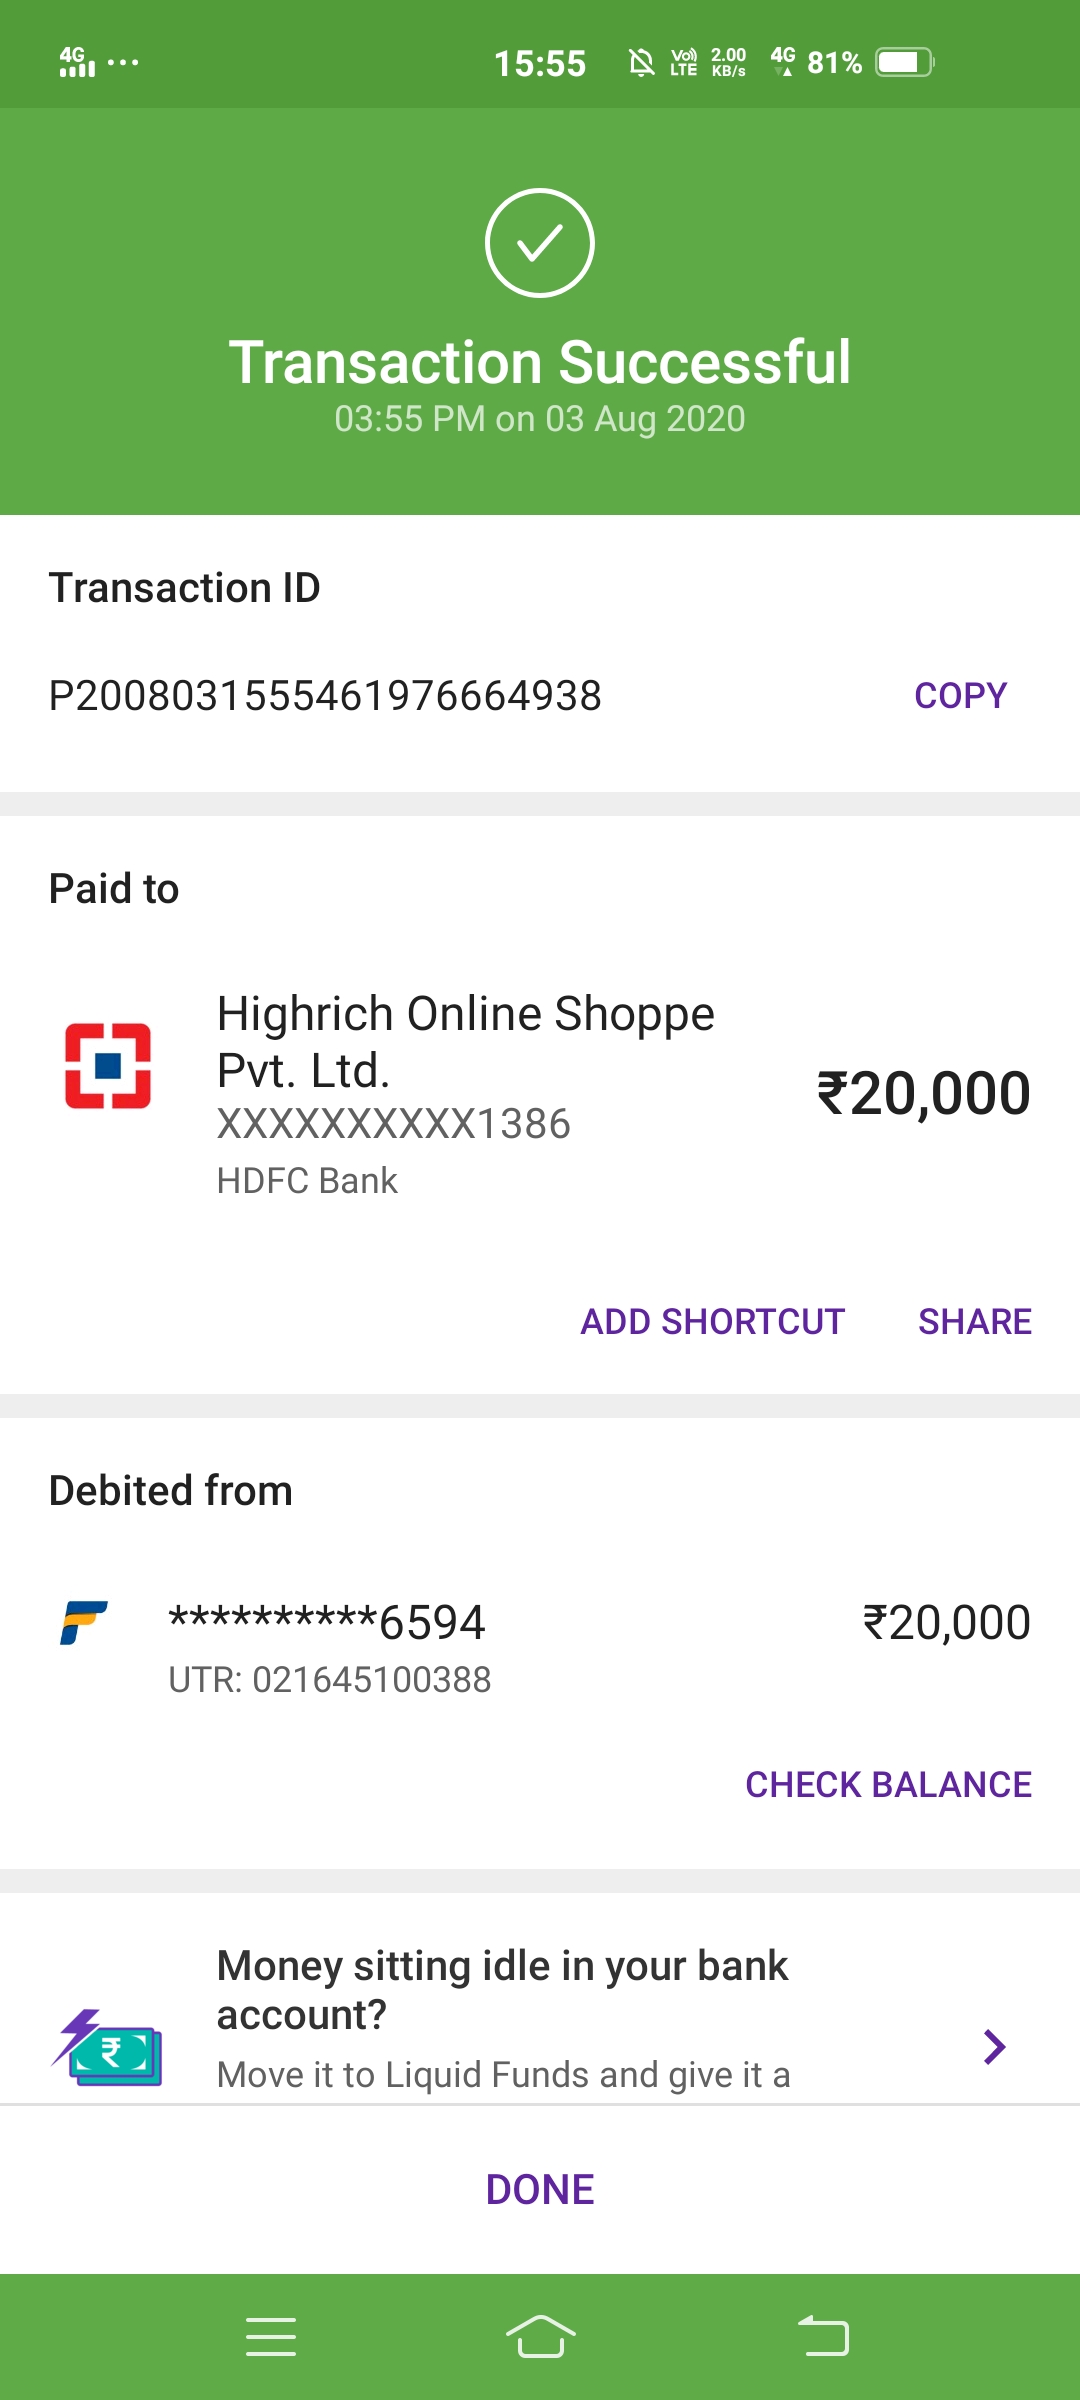 4G ... 15:55 VoD LTE 2.00 KB/s 4G 81%
Transaction Successful
03:55 PM on 03 Aug 2020
Transaction ID
P2008031555461976664938 COPY
Paid to
Highrich Online Shoppe
Pvt. Ltd.
₹20,000
XXXXXXXXXX1386
HDFC Bank
ADD SHORTCUT SHARE
Debited from
**********6594 ₹20,000
UTR: 021645100388
CHECK BALANCE
Money sitting idle in your bank
account?
₹
Move it to Liquid Funds and give it a
DONE